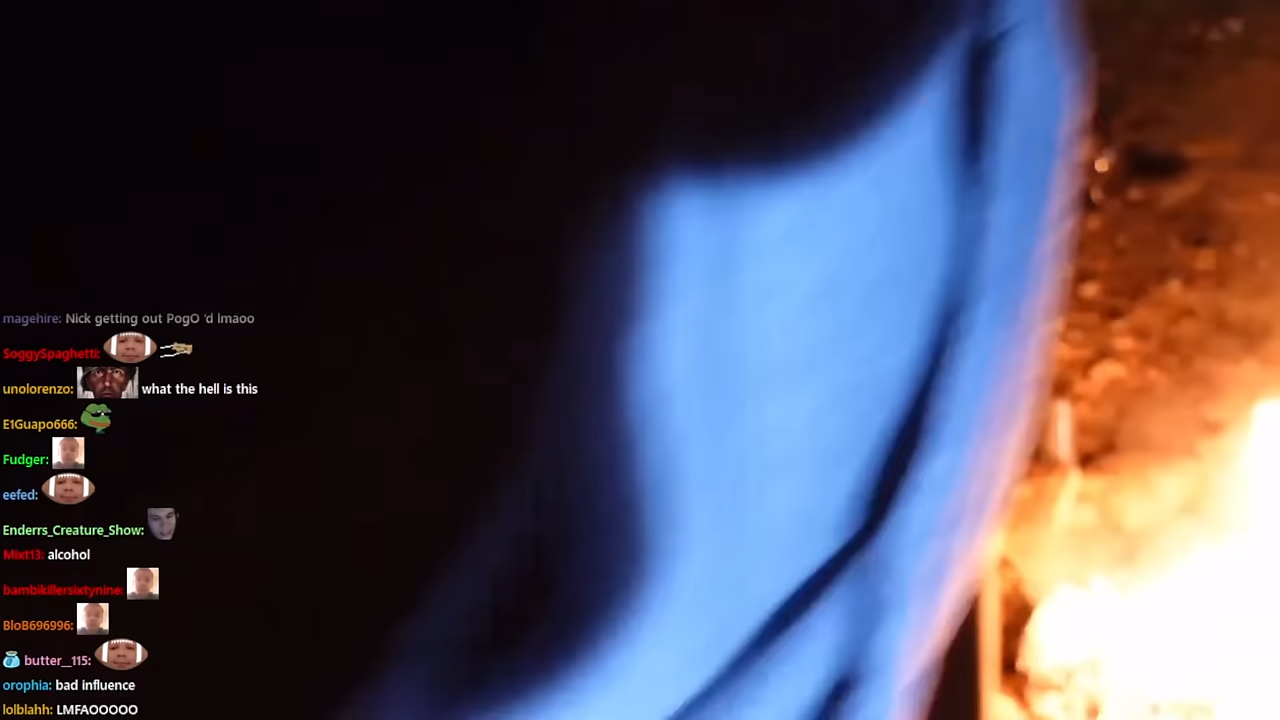 magehire: Nick getting out PogO 'd lmaoo
SoggySpaghetti:
unolorenzo: what the hell is this
E1Guapo666:
Fudger:
eefed:
Enderrs_Creature_Show:
Mixt13: alcohol
bambikillersixtynine:
BloB696996:
butter__115:
orophia: bad influence
lolblahh: LMFAOOOOO